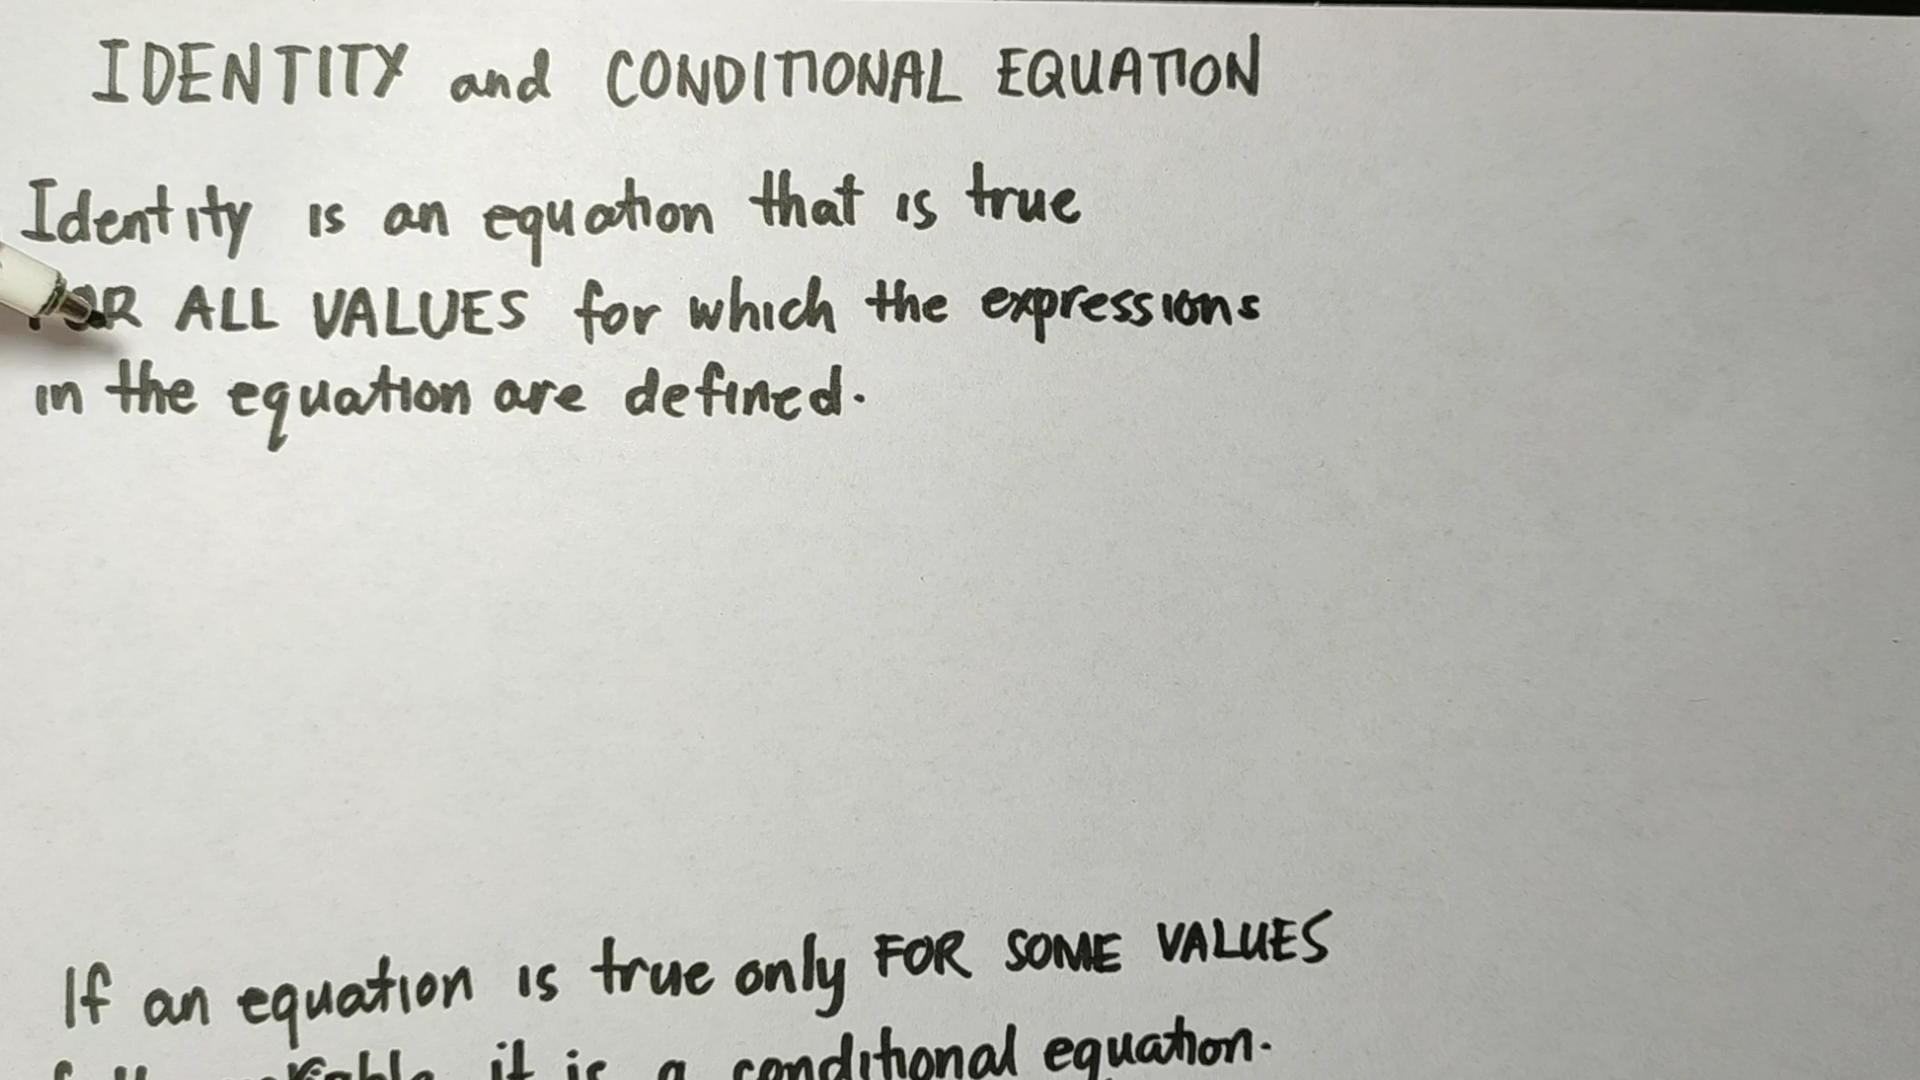 IDENTITY and CONDITIONAL EQUATION
Identity is an equation that is true
FOR ALL VALUES for which the expressions
in the equation are defined.
If an equation is true only FOR SOME VALUES
it is a conditional equation.